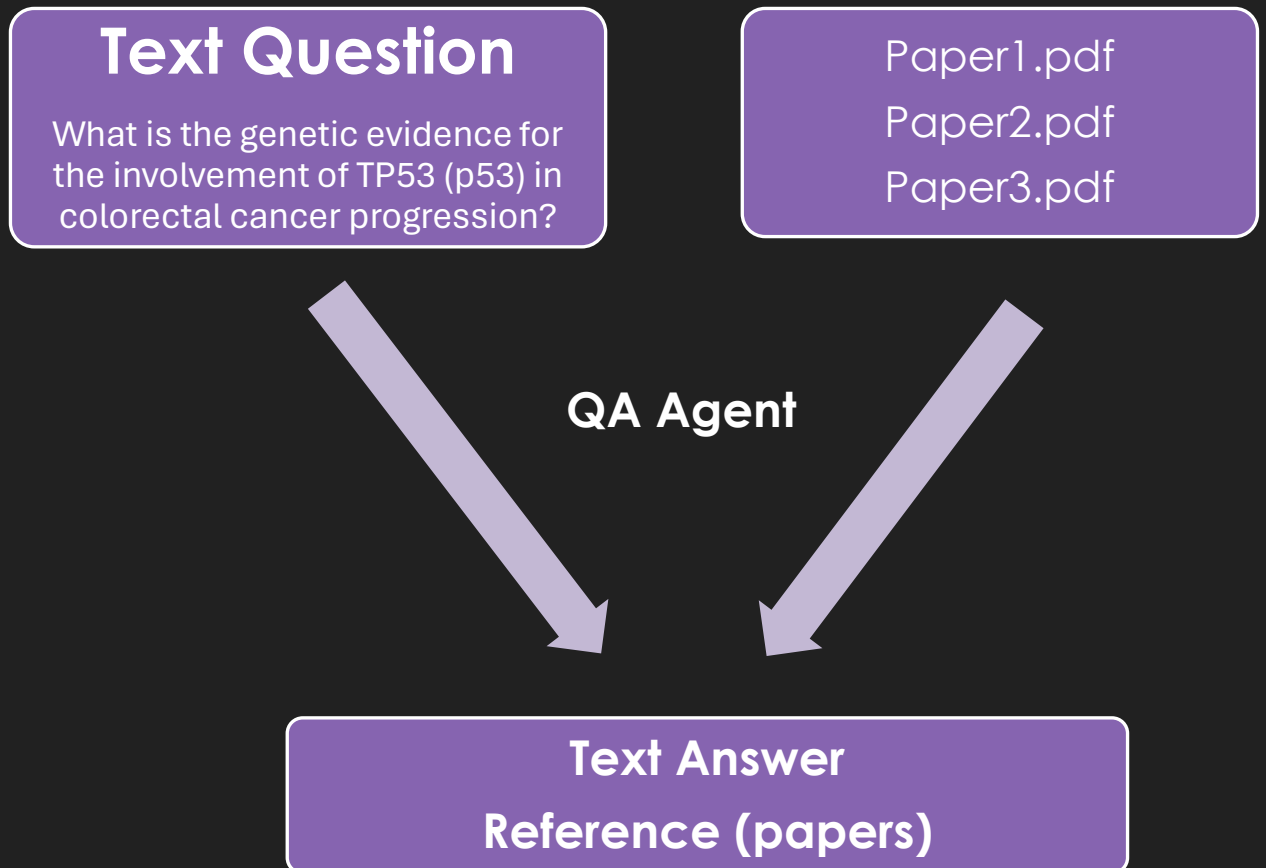 Text Question
What is the genetic evidence for
the involvement of TP53 (p53) in
colorectal cancer progression?
Paper1.pdf
Paper2.pdf
Paper3.pdf
QA Agent
Text Answer
Reference (papers)